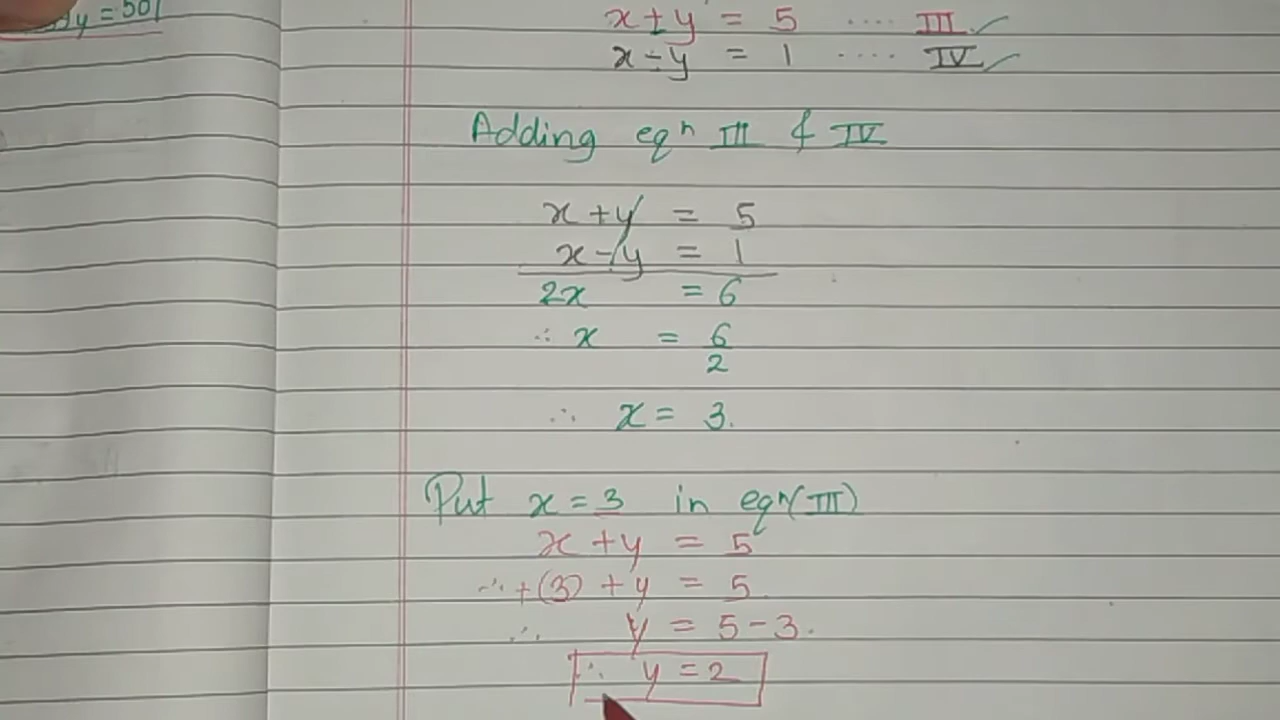 y = 50
x + y = 5 .... III ✓
x - y = 1 .... IV ✓
Adding eqⁿ III & IV
x + y = 5
x - y = 1
2x = 6
∴ x = 6/2
∴ x = 3.
Put x = 3 in eqⁿ (III)
x + y = 5
∴ +(3) + y = 5
∴ y = 5 - 3.
∴ y = 2